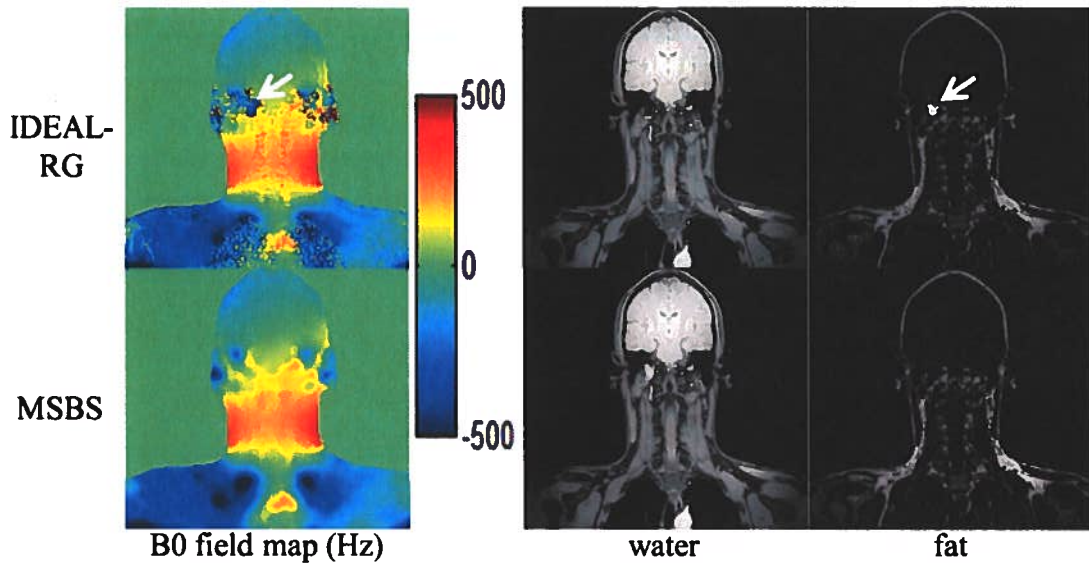 IDEAL-
RG
500
0
-500
MSBS
B0 field map (Hz)
water
fat